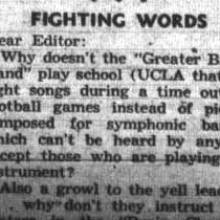 FIGHTING WORDS
ear Editor:
Why doesn't the "Greater B
and" play school (UCLA tha
ght songs during a time out
otball games instead of pie
mposed for symphonic ba
hich can't be heard by any
cept those who are playing
strument?
Also a growl to the yell lea
why don't they instruct